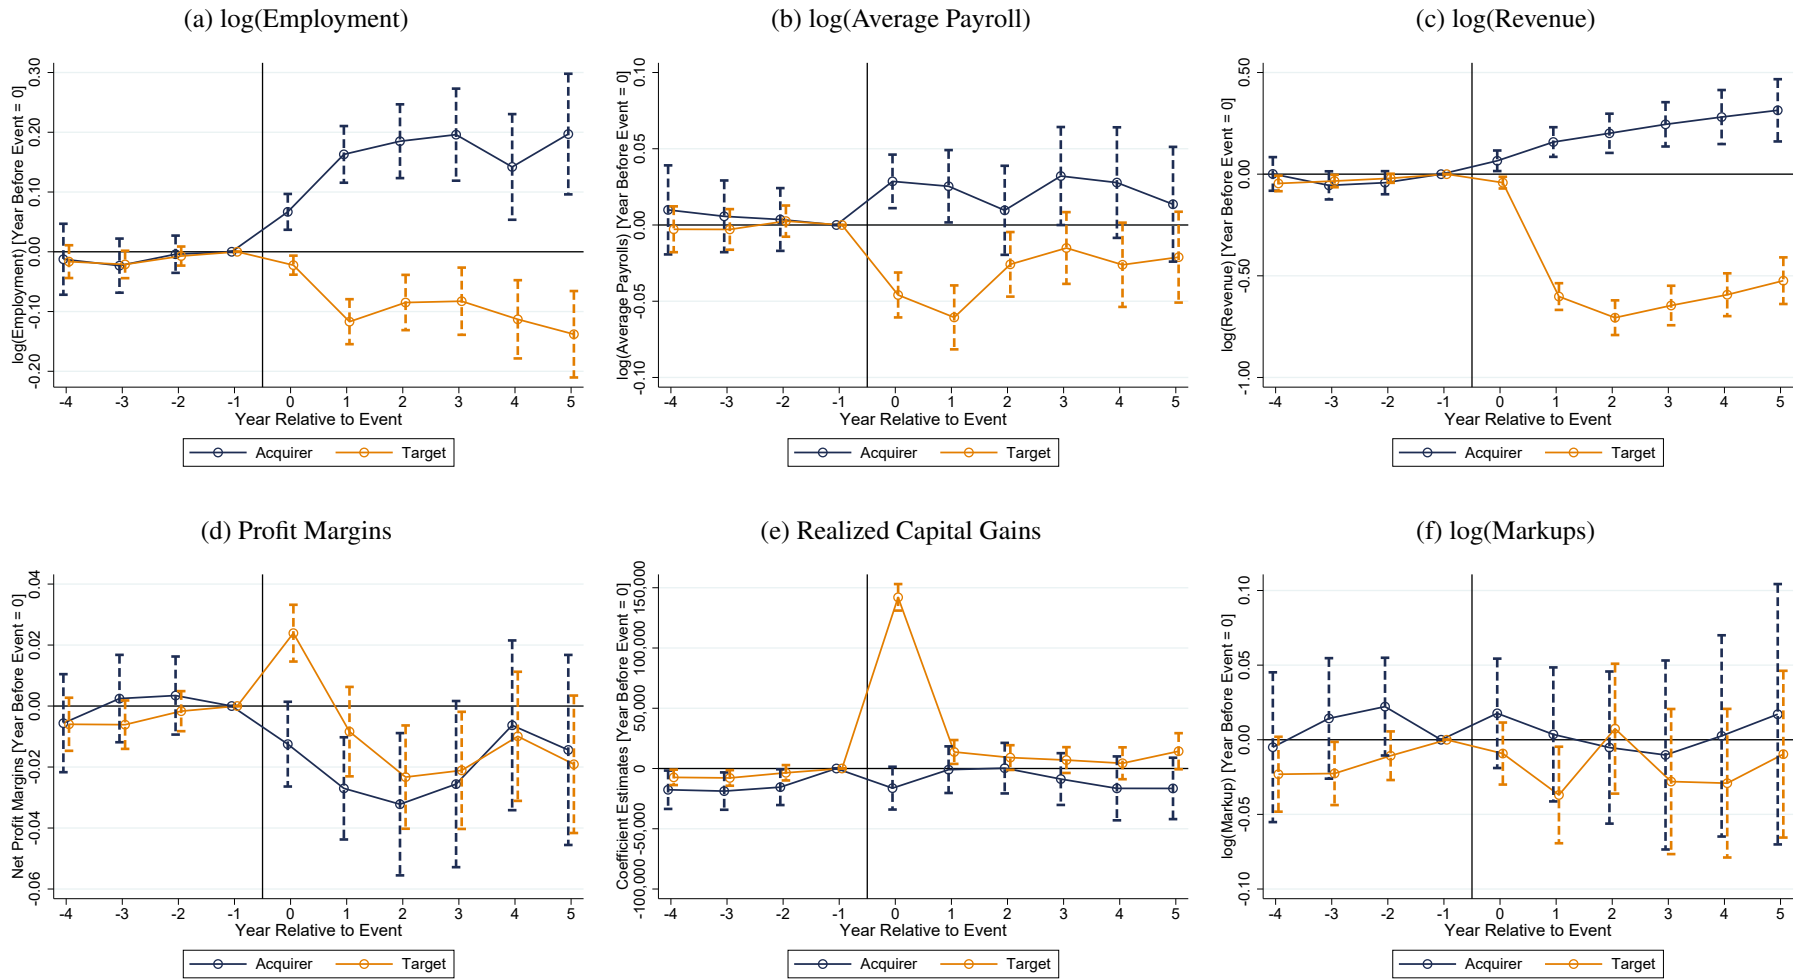 (a) log(Employment)
log(Employment) [Year Before Event = 0]
0.30
0.20
0.10
0.00
-0.10
-0.20
-4 -3 -2 -1 0 1 2 3 4 5
Year Relative to Event
Acquirer Target
(b) log(Average Payroll)
log(Average Payrolls) [Year Before Event = 0]
0.10
0.05
0.00
-0.05
-0.10
-4 -3 -2 -1 0 1 2 3 4 5
Year Relative to Event
Acquirer Target
(c) log(Revenue)
log(Revenue) [Year Before Event = 0]
0.50
0.00
-0.50
-1.00
-4 -3 -2 -1 0 1 2 3 4 5
Year Relative to Event
Acquirer Target
(d) Profit Margins
Net Profit Margins [Year Before Event = 0]
0.04
0.02
0.00
-0.02
-0.04
-0.06
-4 -3 -2 -1 0 1 2 3 4 5
Year Relative to Event
Acquirer Target
(e) Realized Capital Gains
Coefficient Estimates [Year Before Event = 0]
150,000
100,000
50,000
0
-50,000
-100,000
-4 -3 -2 -1 0 1 2 3 4 5
Year Relative to Event
Acquirer Target
(f) log(Markups)
log(Markup) [Year Before Event = 0]
0.10
0.05
0.00
-0.05
-0.10
-4 -3 -2 -1 0 1 2 3 4 5
Year Relative to Event
Acquirer Target